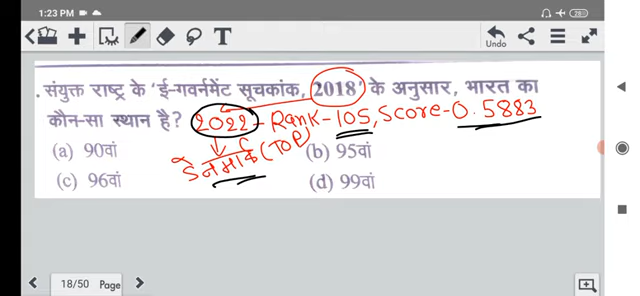 1:23 PM
28
Undo
. संयुक्त राष्ट्र के 'ई-गवर्नमेंट सूचकांक, 2018' के अनुसार, भारत का
कौन-सा स्थान है? 2022 - Rank - 105, Score - 0.5883
डेनमार्क (TOP)
(a) 90वां (b) 95वां
(c) 96वां (d) 99वां
18/50 Page